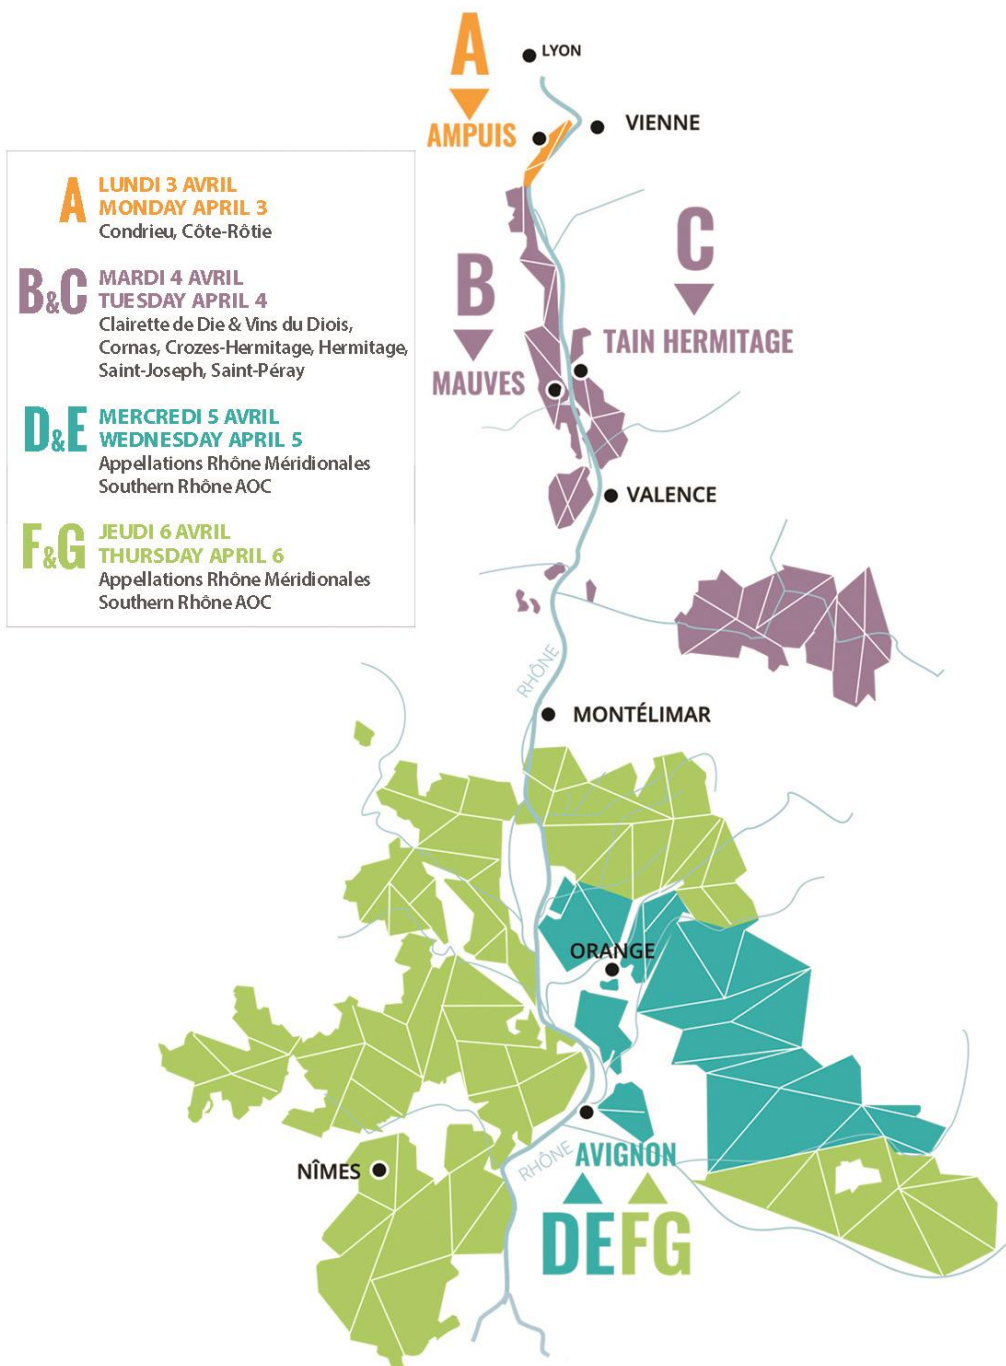 A
LYON
AMPUIS
VIENNE
A
LUNDI 3 AVRIL
MONDAY APRIL 3
Condrieu, Côte-Rôtie
B&C
MARDI 4 AVRIL
TUESDAY APRIL 4
Clairette de Die & Vins du Diois,
Cornas, Crozes-Hermitage, Hermitage,
Saint-Joseph, Saint-Péray
D&E
MERCREDI 5 AVRIL
WEDNESDAY APRIL 5
Appellations Rhône Méridionales
Southern Rhône AOC
F&G
JEUDI 6 AVRIL
THURSDAY APRIL 6
Appellations Rhône Méridionales
Southern Rhône AOC
C
B
TAIN HERMITAGE
MAUVES
VALENCE
RHÔNE
MONTÉLIMAR
ORANGE
RHÔNE
AVIGNON
NÎMES
DEFG